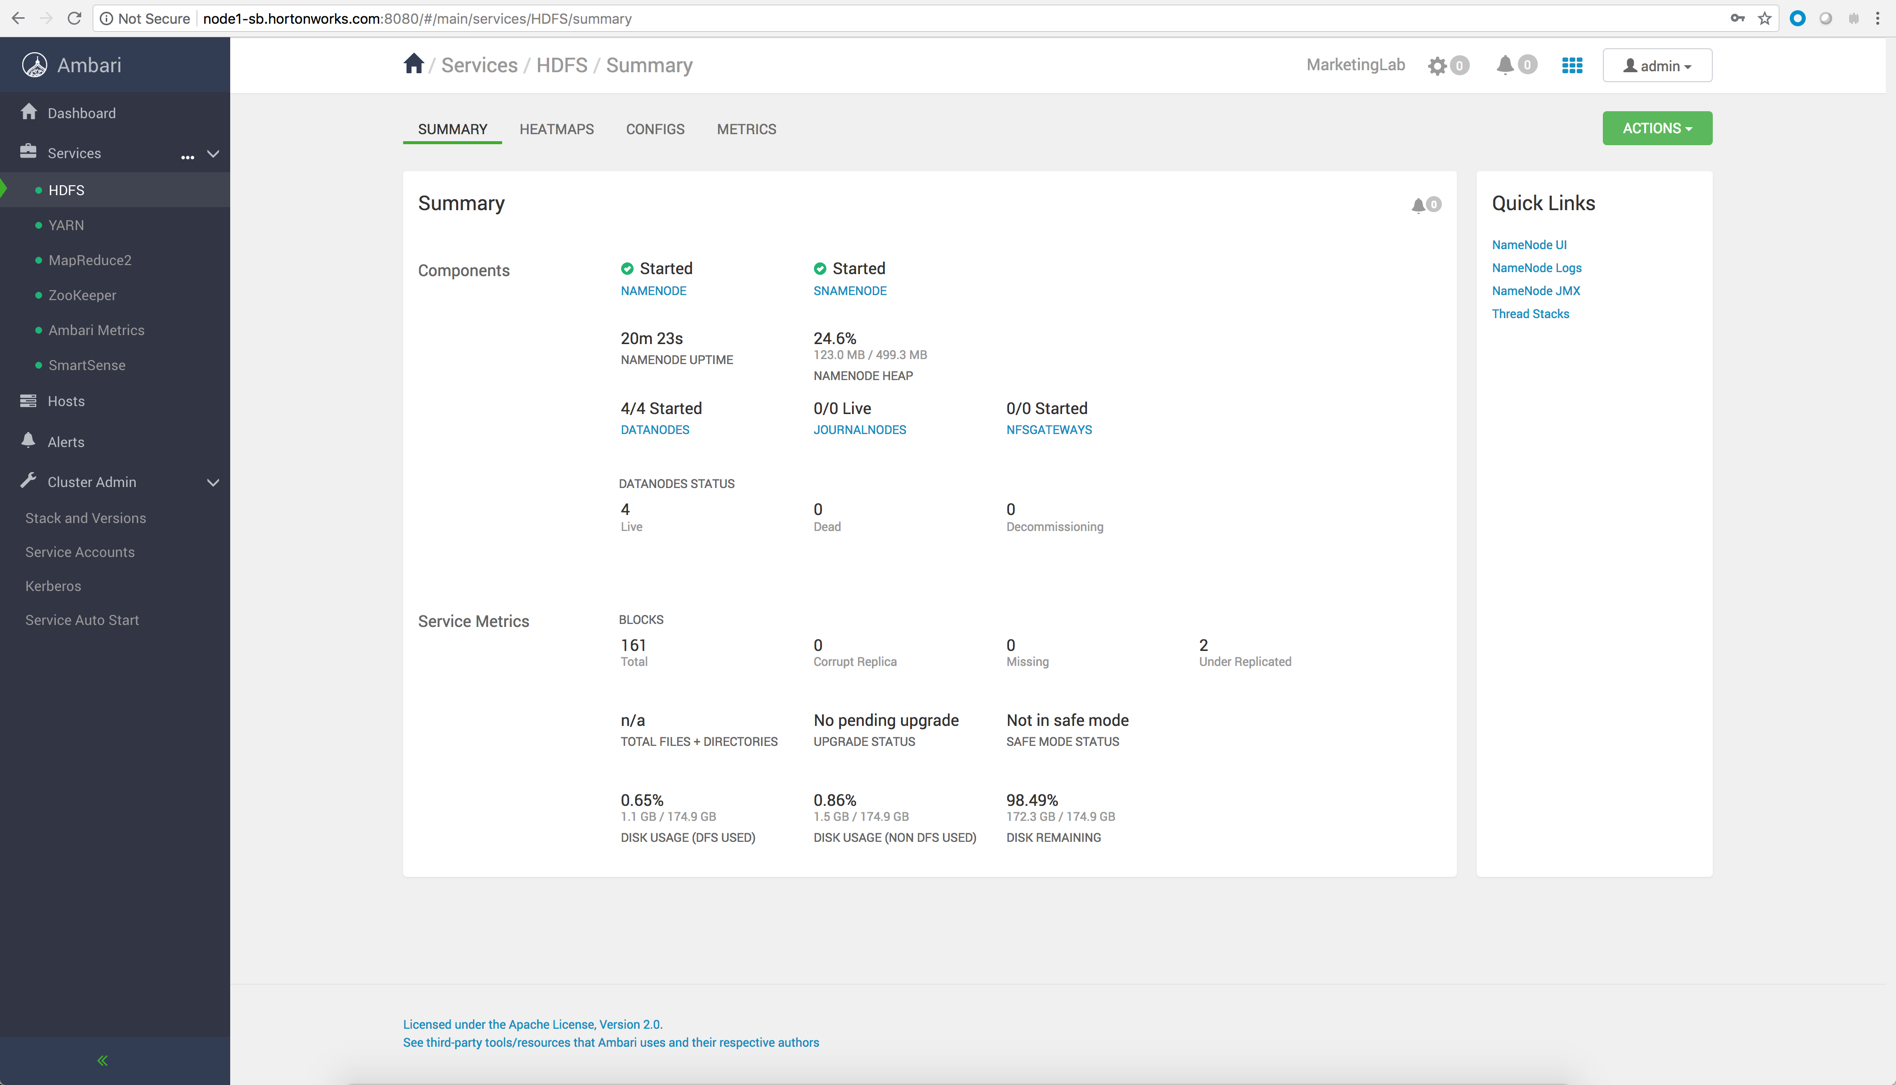 Not Secure node1-sb.hortonworks.com:8080/#/main/services/HDFS/summary
Ambari
/ Services / HDFS / Summary
MarketingLab 0 0 admin
Dashboard
Services ...
HDFS
YARN
MapReduce2
ZooKeeper
Ambari Metrics
SmartSense
Hosts
Alerts
Cluster Admin
Stack and Versions
Service Accounts
Kerberos
Service Auto Start
SUMMARY HEATMAPS CONFIGS METRICS
ACTIONS
Summary 0
Components
Started Started
NAMENODE SNAMENODE
20m 23s 24.6%
123.0 MB / 499.3 MB
NAMENODE UPTIME NAMENODE HEAP
4/4 Started 0/0 Live 0/0 Started
DATANODES JOURNALNODES NFSGATEWAYS
DATANODES STATUS
4 0 0
Live Dead Decommissioning
Service Metrics
BLOCKS
161 0 0 2
Total Corrupt Replica Missing Under Replicated
n/a No pending upgrade Not in safe mode
TOTAL FILES + DIRECTORIES UPGRADE STATUS SAFE MODE STATUS
0.65% 0.86% 98.49%
1.1 GB / 174.9 GB 1.5 GB / 174.9 GB 172.3 GB / 174.9 GB
DISK USAGE (DFS USED) DISK USAGE (NON DFS USED) DISK REMAINING
Quick Links
NameNode UI
NameNode Logs
NameNode JMX
Thread Stacks
Licensed under the Apache License, Version 2.0.
See third-party tools/resources that Ambari uses and their respective authors